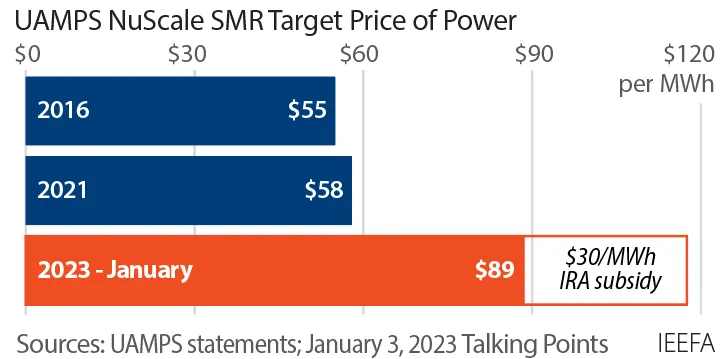 UAMPS NuScale SMR Target Price of Power
$0 $30 $60 $90 $120
per MWh
2016 $55
2021 $58
2023 - January $89
$30/MWh
IRA subsidy
Sources: UAMPS statements; January 3, 2023 Talking Points IEEFA